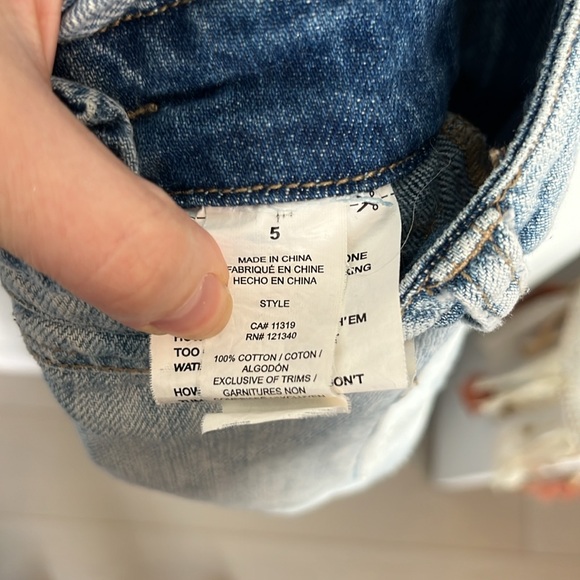 5
MADE IN CHINA
FABRIQUÉ EN CHINE
HECHO EN CHINA
STYLE
CA# 11319
RN# 121340
100% COTTON / COTON /
ALGODÓN
EXCLUSIVE OF TRIMS /
GARNITURES NON
TOO
HOW
ONE
H'EM
ON'T